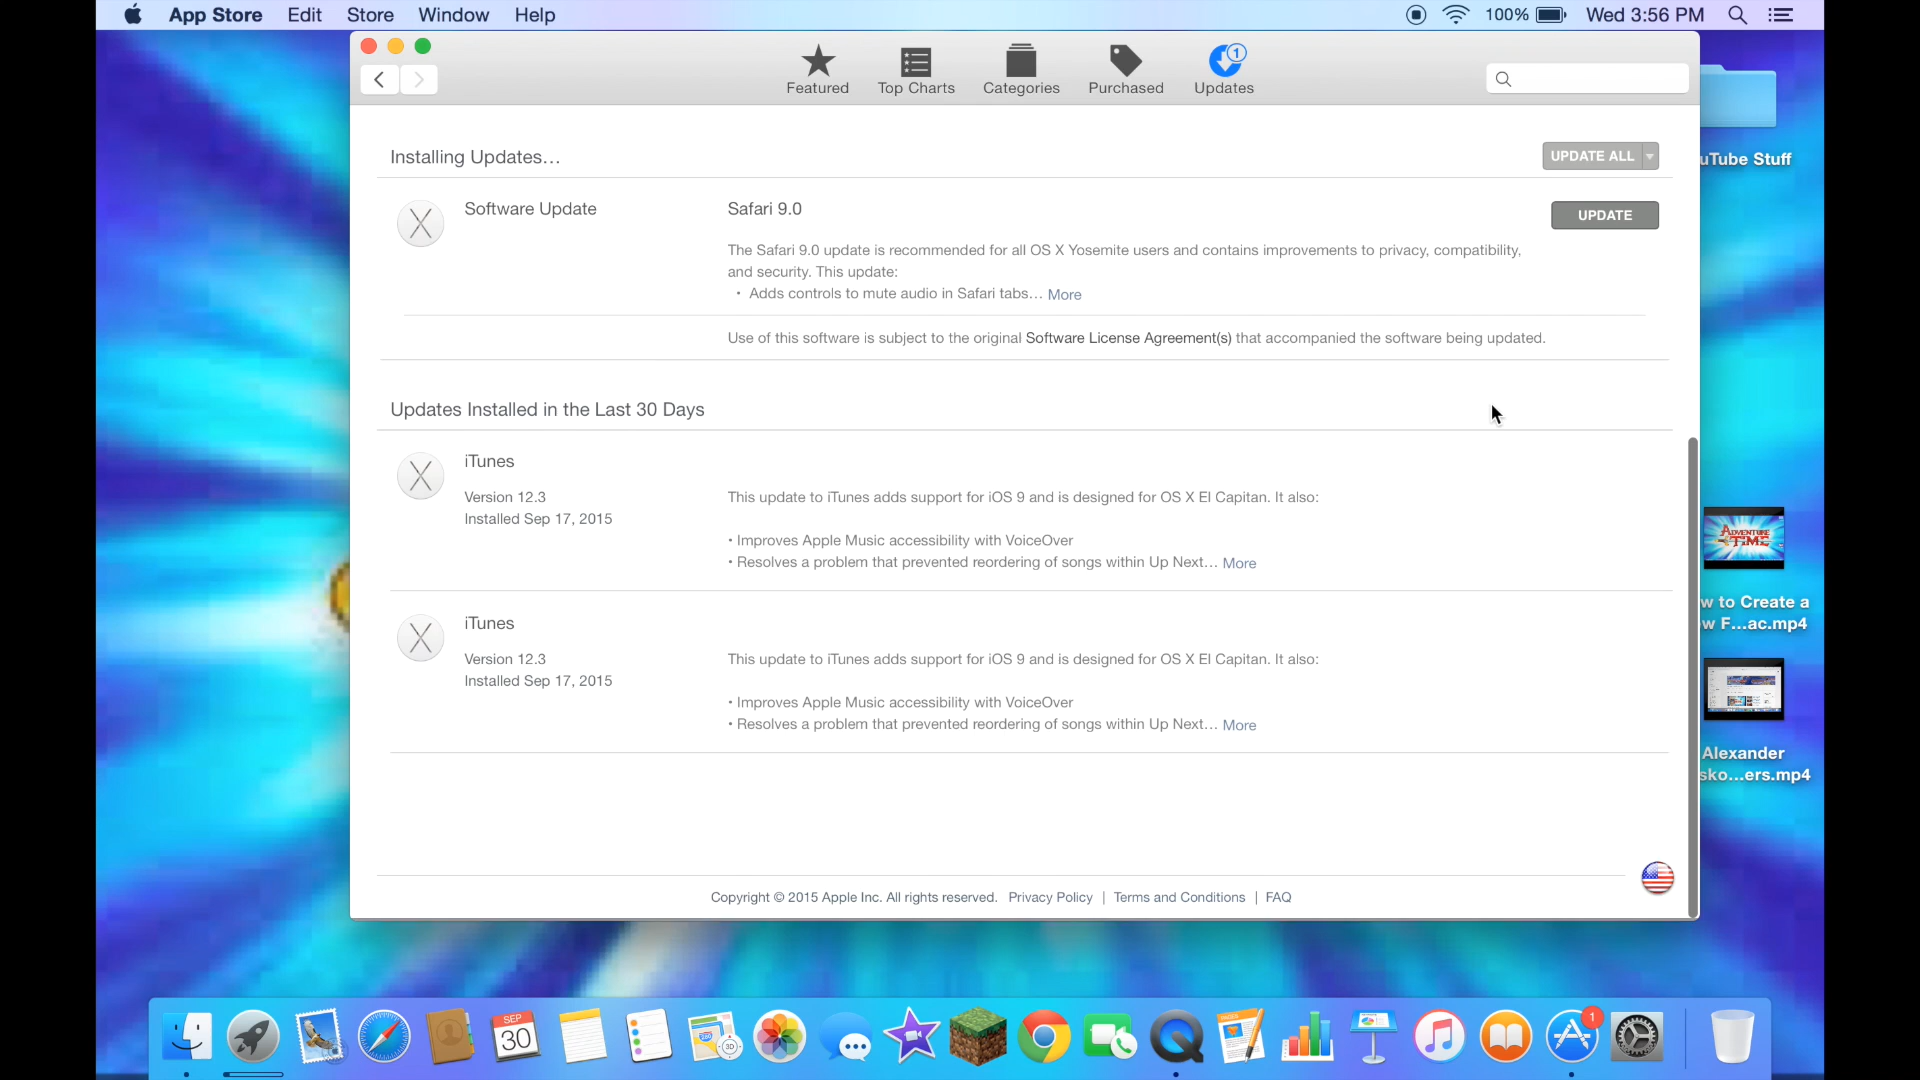 App Store Edit Store Window Help 100% Wed 3:56 PM
Featured Top Charts Categories Purchased Updates 1
Installing Updates… UPDATE ALL
Software Update Safari 9.0 UPDATE
The Safari 9.0 update is recommended for all OS X Yosemite users and contains improvements to privacy, compatibility,
and security. This update:
• Adds controls to mute audio in Safari tabs… More
Use of this software is subject to the original Software License Agreement(s) that accompanied the software being updated.
Updates Installed in the Last 30 Days
iTunes
Version 12.3 This update to iTunes adds support for iOS 9 and is designed for OS X El Capitan. It also:
Installed Sep 17, 2015
• Improves Apple Music accessibility with VoiceOver
• Resolves a problem that prevented reordering of songs within Up Next… More
iTunes
Version 12.3 This update to iTunes adds support for iOS 9 and is designed for OS X El Capitan. It also:
Installed Sep 17, 2015
• Improves Apple Music accessibility with VoiceOver
• Resolves a problem that prevented reordering of songs within Up Next… More
Copyright © 2015 Apple Inc. All rights reserved. Privacy Policy | Terms and Conditions | FAQ
uTube Stuff
ADVENTURE
TIME
w to Create a
w F...ac.mp4
Alexander
sko...ers.mp4
SEP
30
3D
PAGES
1